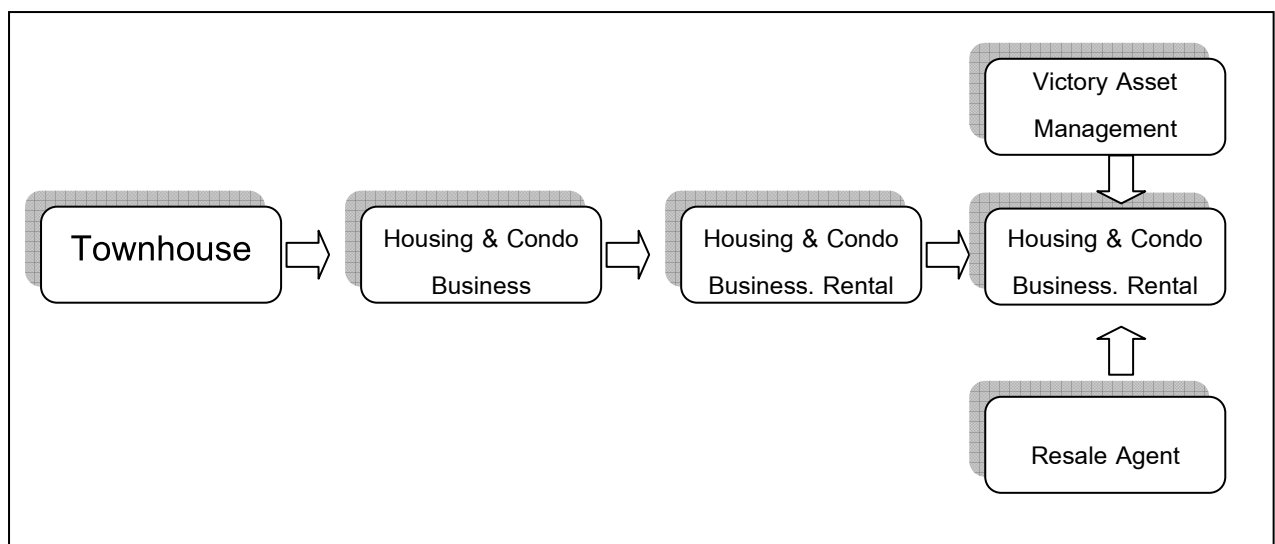 Victory Asset
Management
Townhouse
Housing & Condo
Business
Housing & Condo
Business. Rental
Housing & Condo
Business. Rental
Resale Agent